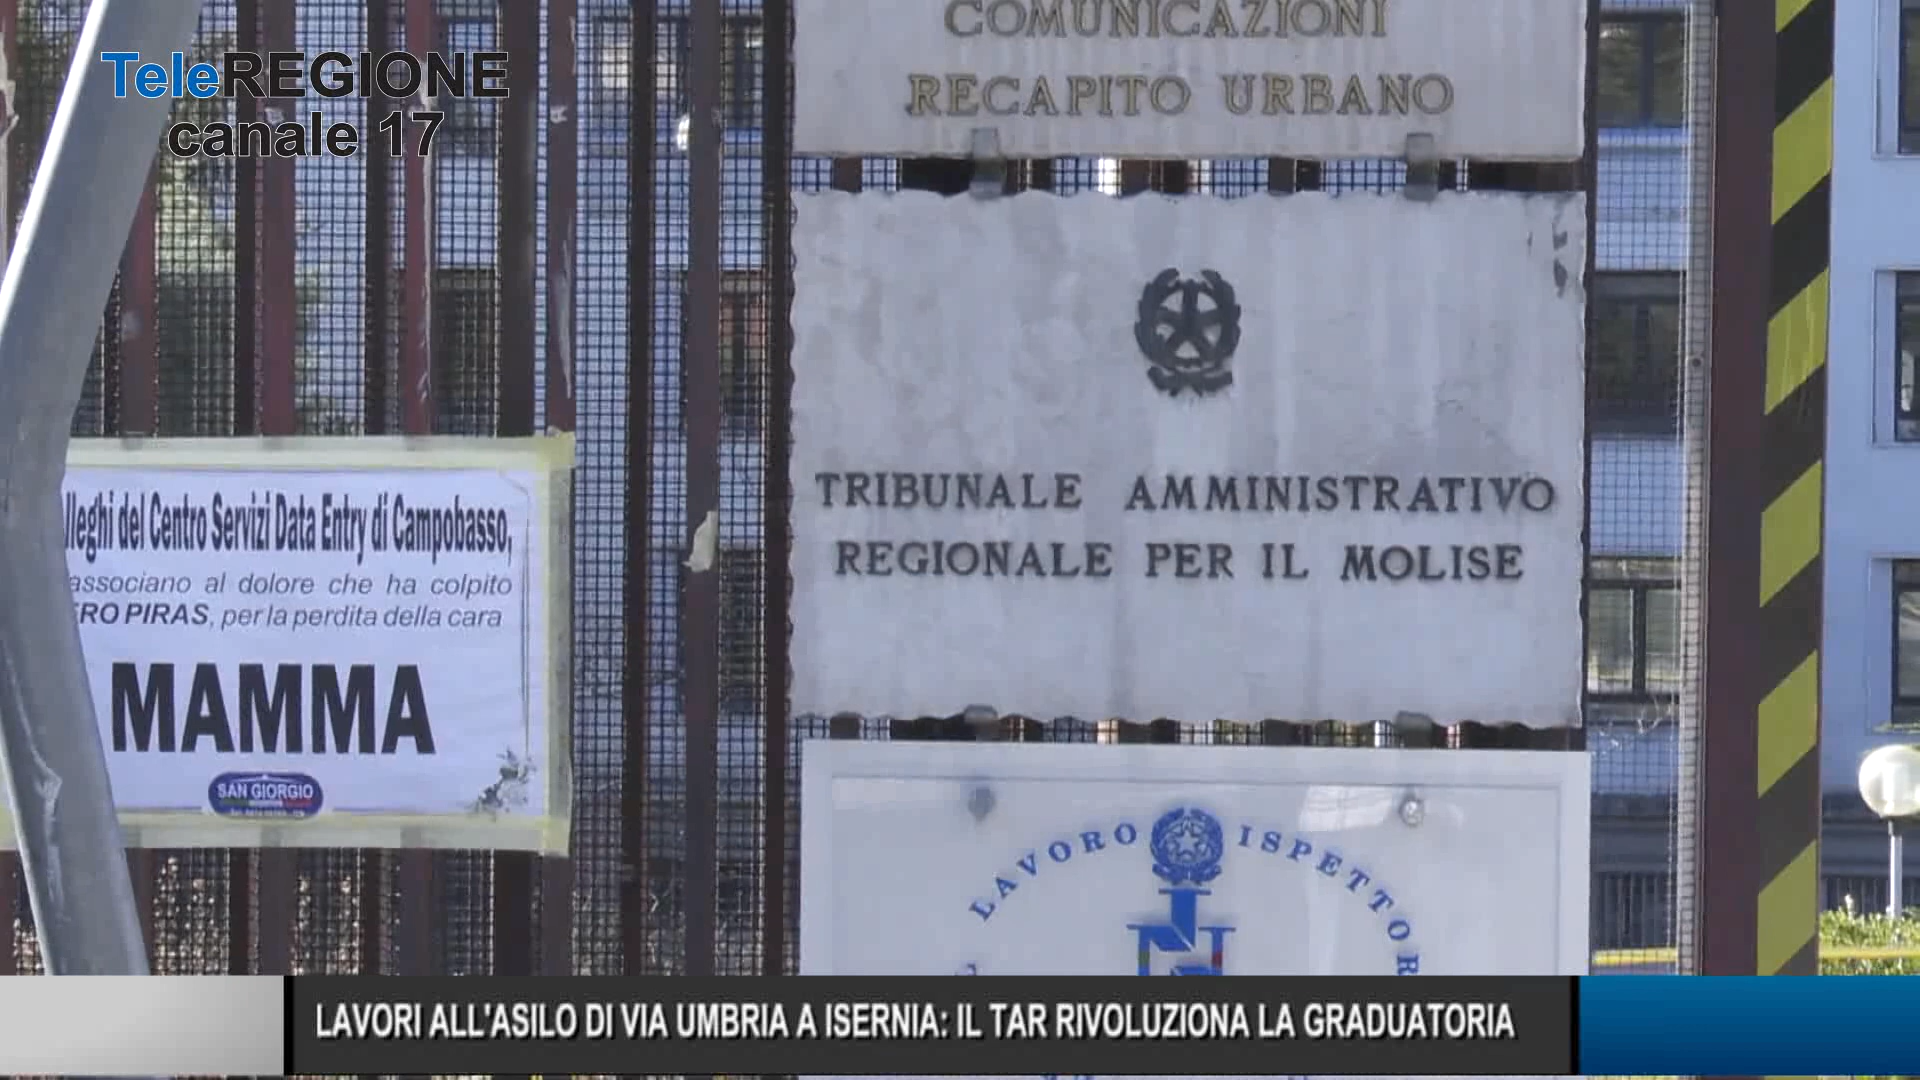 TeleREGIONE
canale 17
COMUNICAZIONI
RECAPITO URBANO
TRIBUNALE AMMINISTRATIVO
REGIONALE PER IL MOLISE
lleghi del Centro Servizi Data Entry di Campobasso,
associano al dolore che ha colpito
RO PIRAS, per la perdita della cara
MAMMA
SAN GIORGIO
LAVORO ISPETTOR
LAVORI ALL'ASILO DI VIA UMBRIA A ISERNIA: IL TAR RIVOLUZIONA LA GRADUATORIA